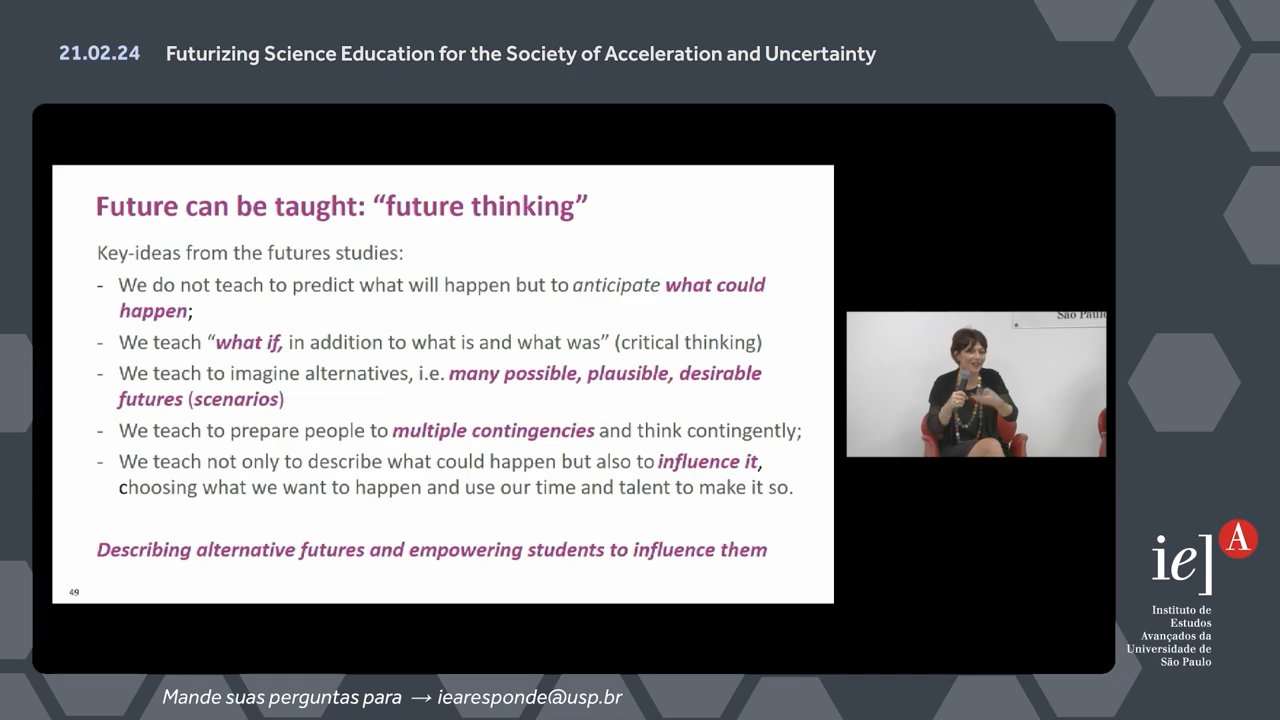 21.02.24 Futurizing Science Education for the Society of Acceleration and Uncertainty
Future can be taught: “future thinking”
Key-ideas from the futures studies:
- We do not teach to predict what will happen but to anticipate what could
happen;
- We teach “what if, in addition to what is and what was” (critical thinking)
- We teach to imagine alternatives, i.e. many possible, plausible, desirable
futures (scenarios)
- We teach to prepare people to multiple contingencies and think contingently;
- We teach not only to describe what could happen but also to influence it,
choosing what we want to happen and use our time and talent to make it so.
Describing alternative futures and empowering students to influence them
49
São Paulo
ie] A
Instituto de
Estudos
Avançados da
Universidade de
São Paulo
Mande suas perguntas para → iearesponde@usp.br